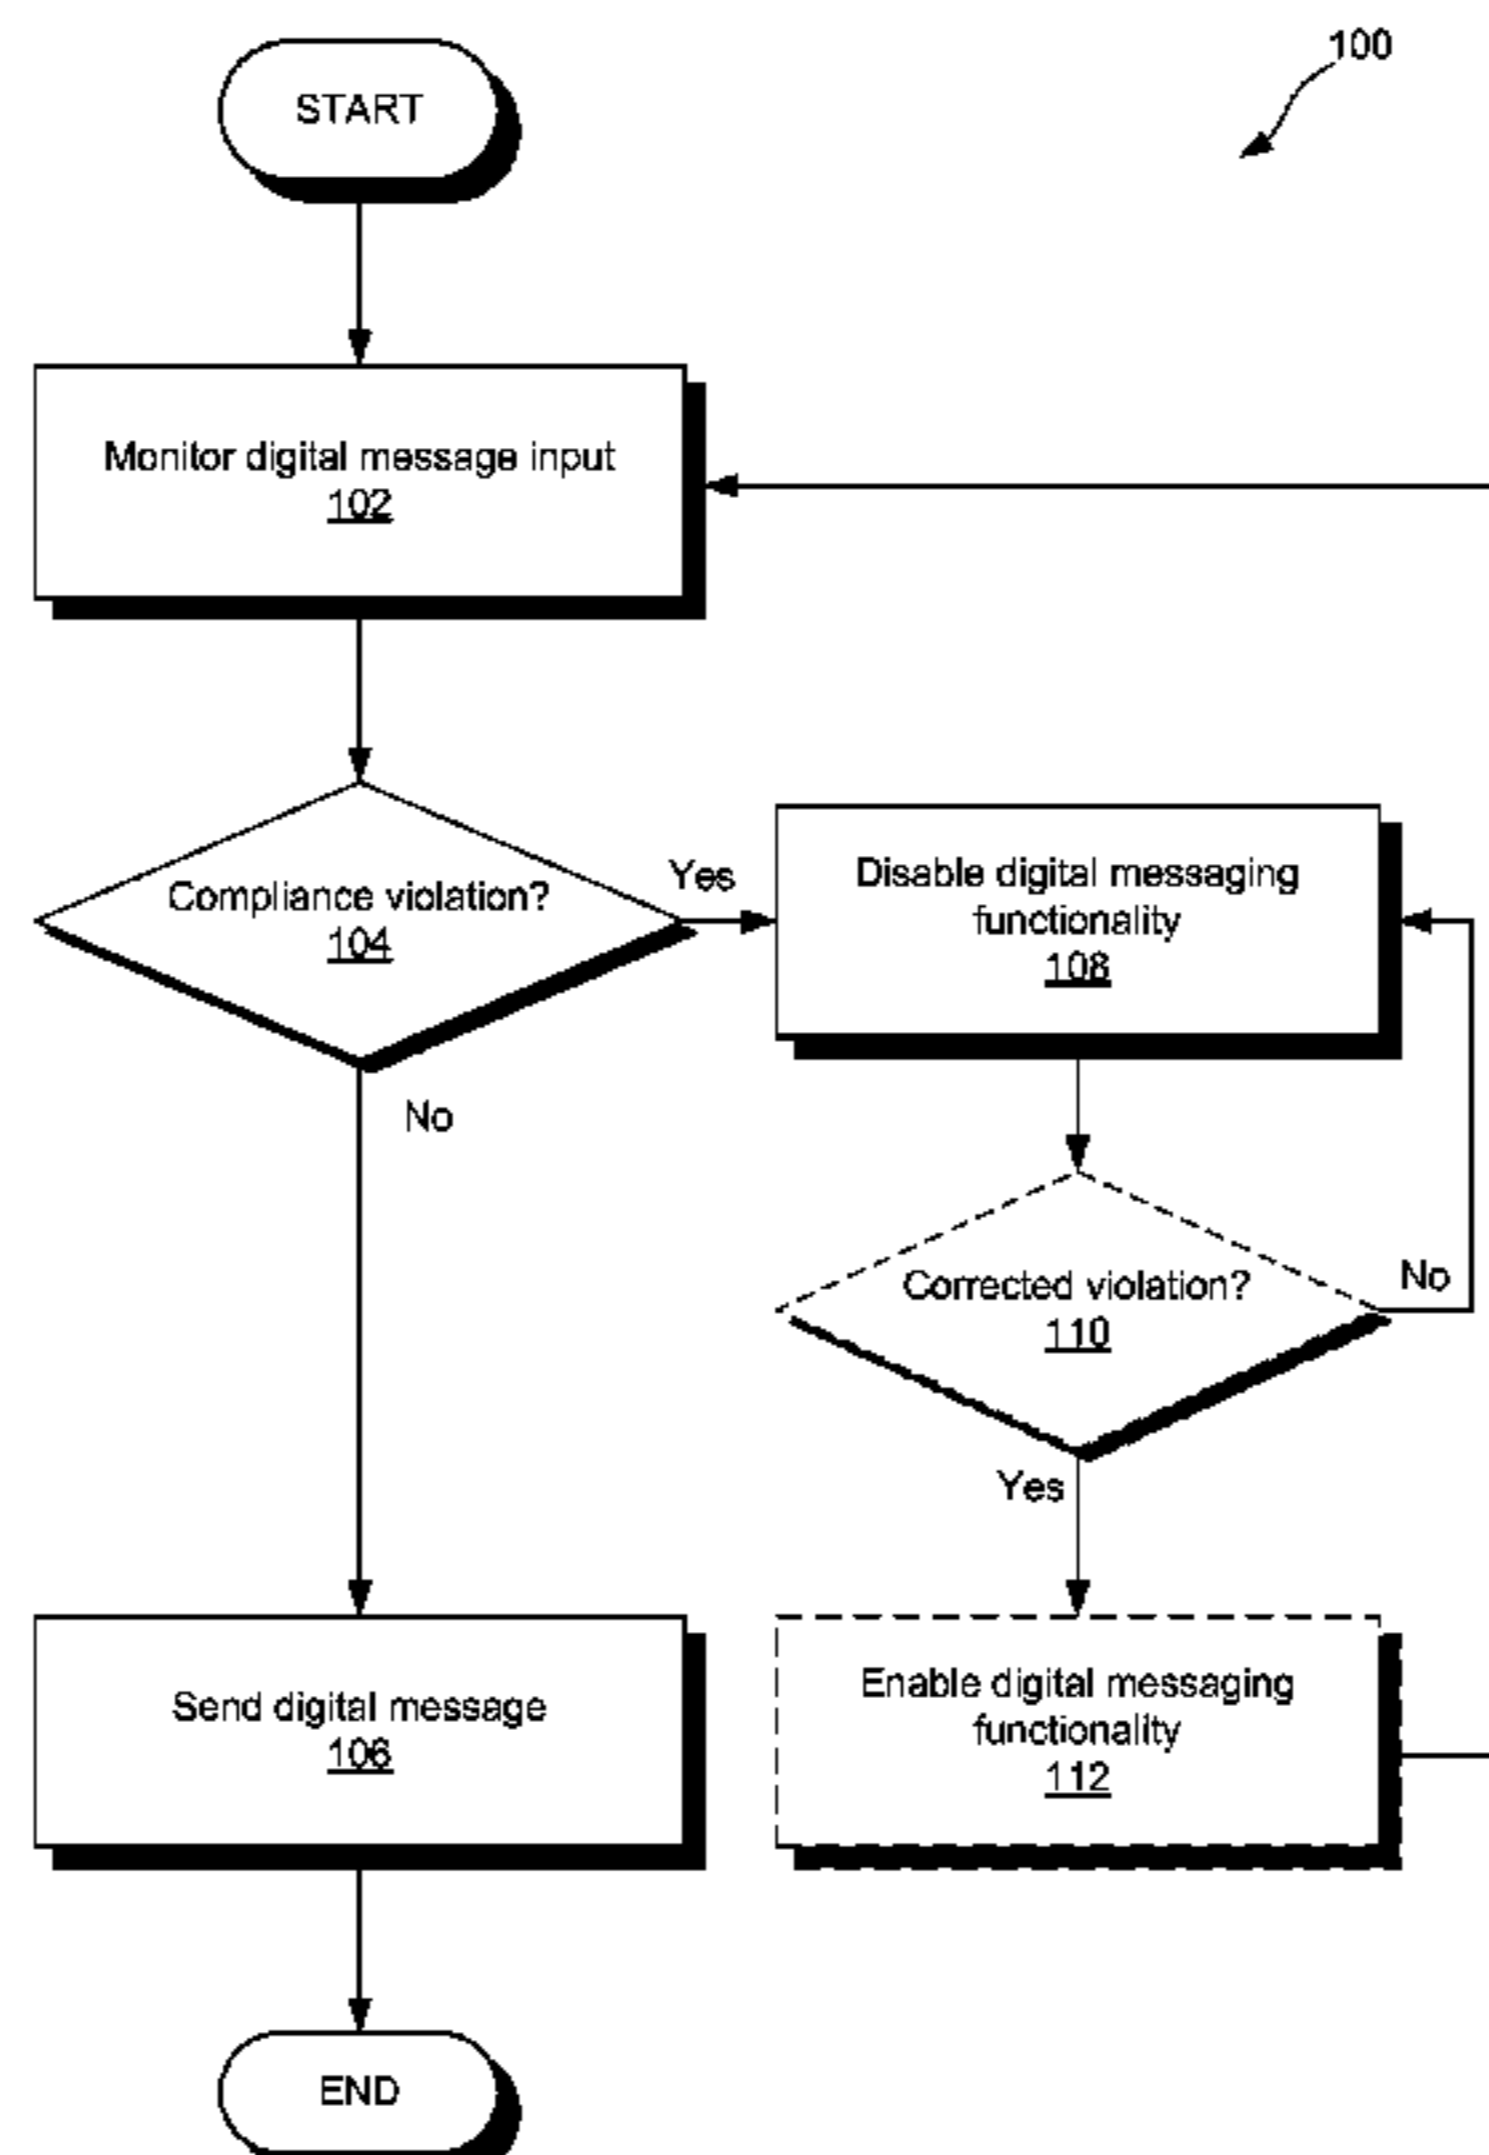 100
START
Monitor digital message input
102
Compliance violation?
104
Yes
No
Disable digital messaging
functionality
108
Corrected violation?
110
No
Yes
Send digital message
106
Enable digital messaging
functionality
112
END